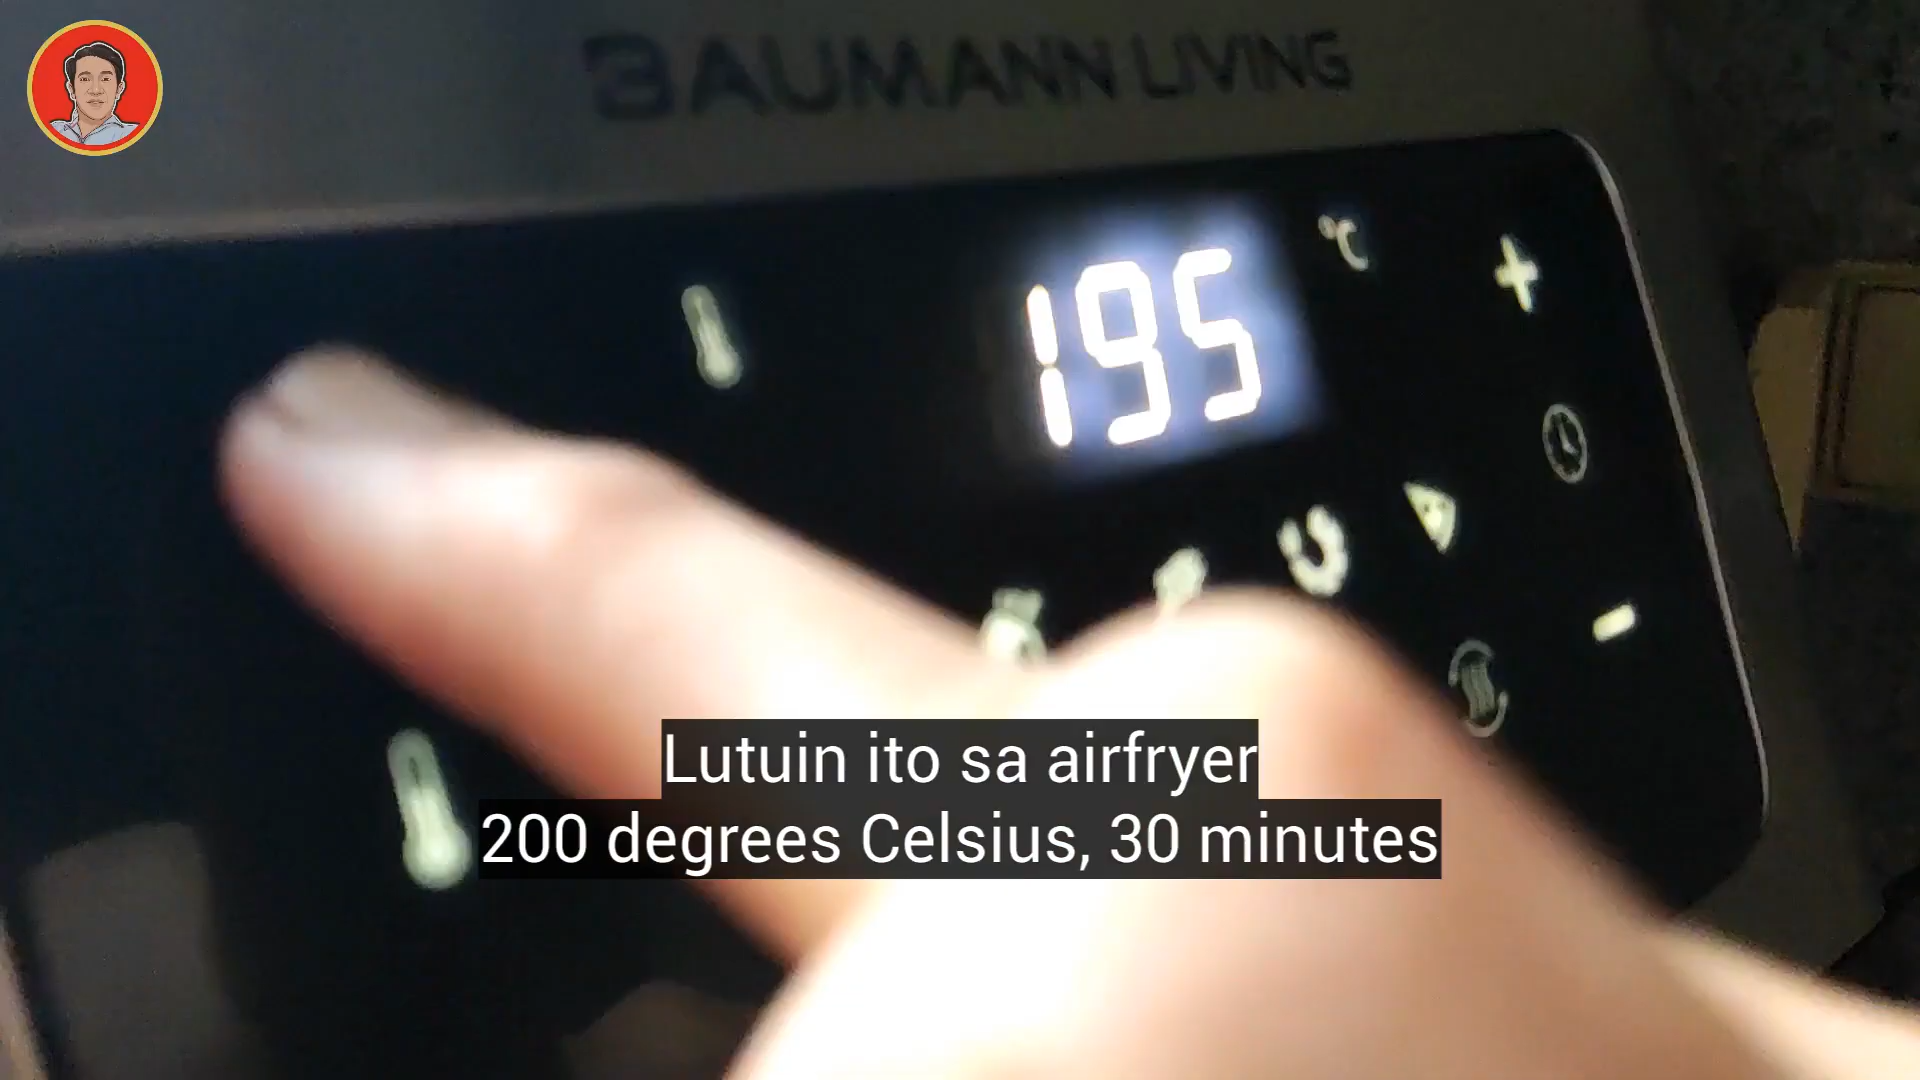 BAUMANN LIVING
195 °C
Lutuin ito sa airfryer
200 degrees Celsius, 30 minutes